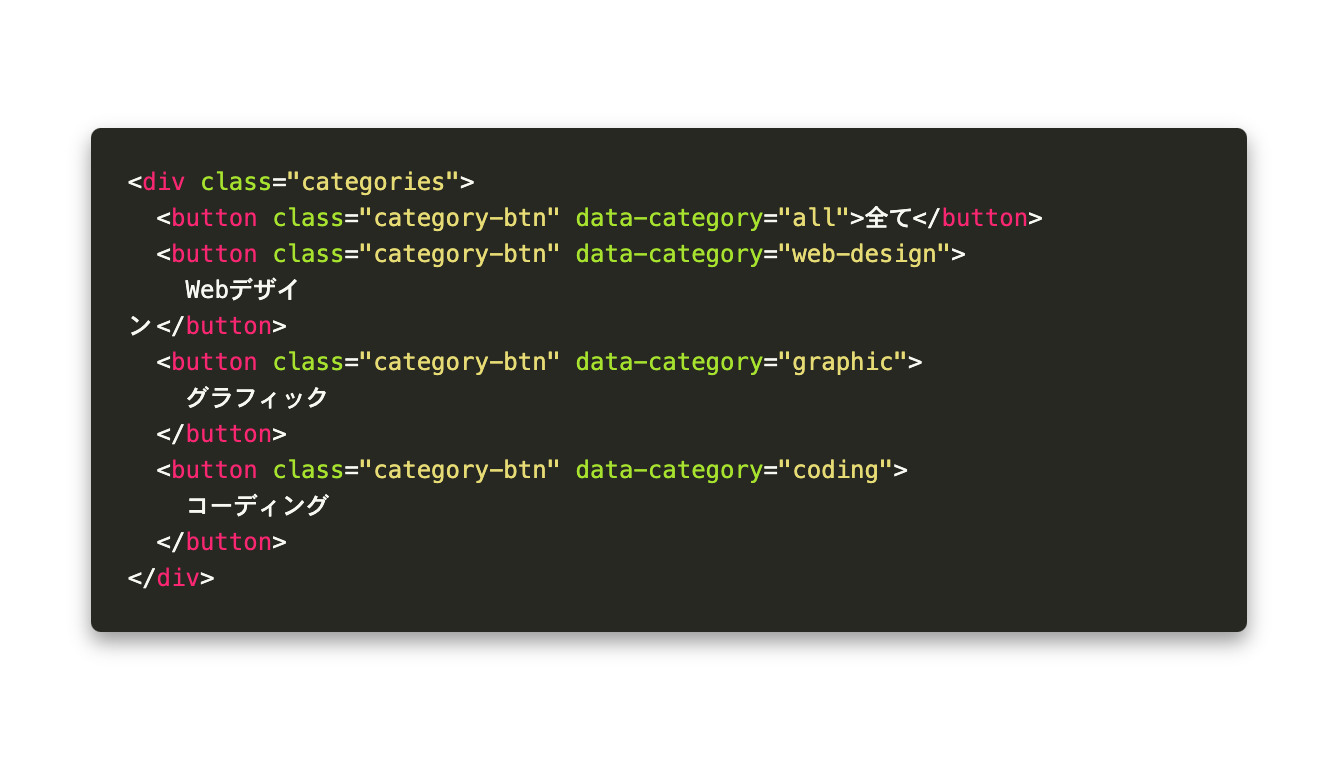 <div class="categories">
  <button class="category-btn" data-category="all">全て</button>
  <button class="category-btn" data-category="web-design">
    Webデザイ
ン</button>
  <button class="category-btn" data-category="graphic">
    グラフィック
  </button>
  <button class="category-btn" data-category="coding">
    コーディング
  </button>
</div>